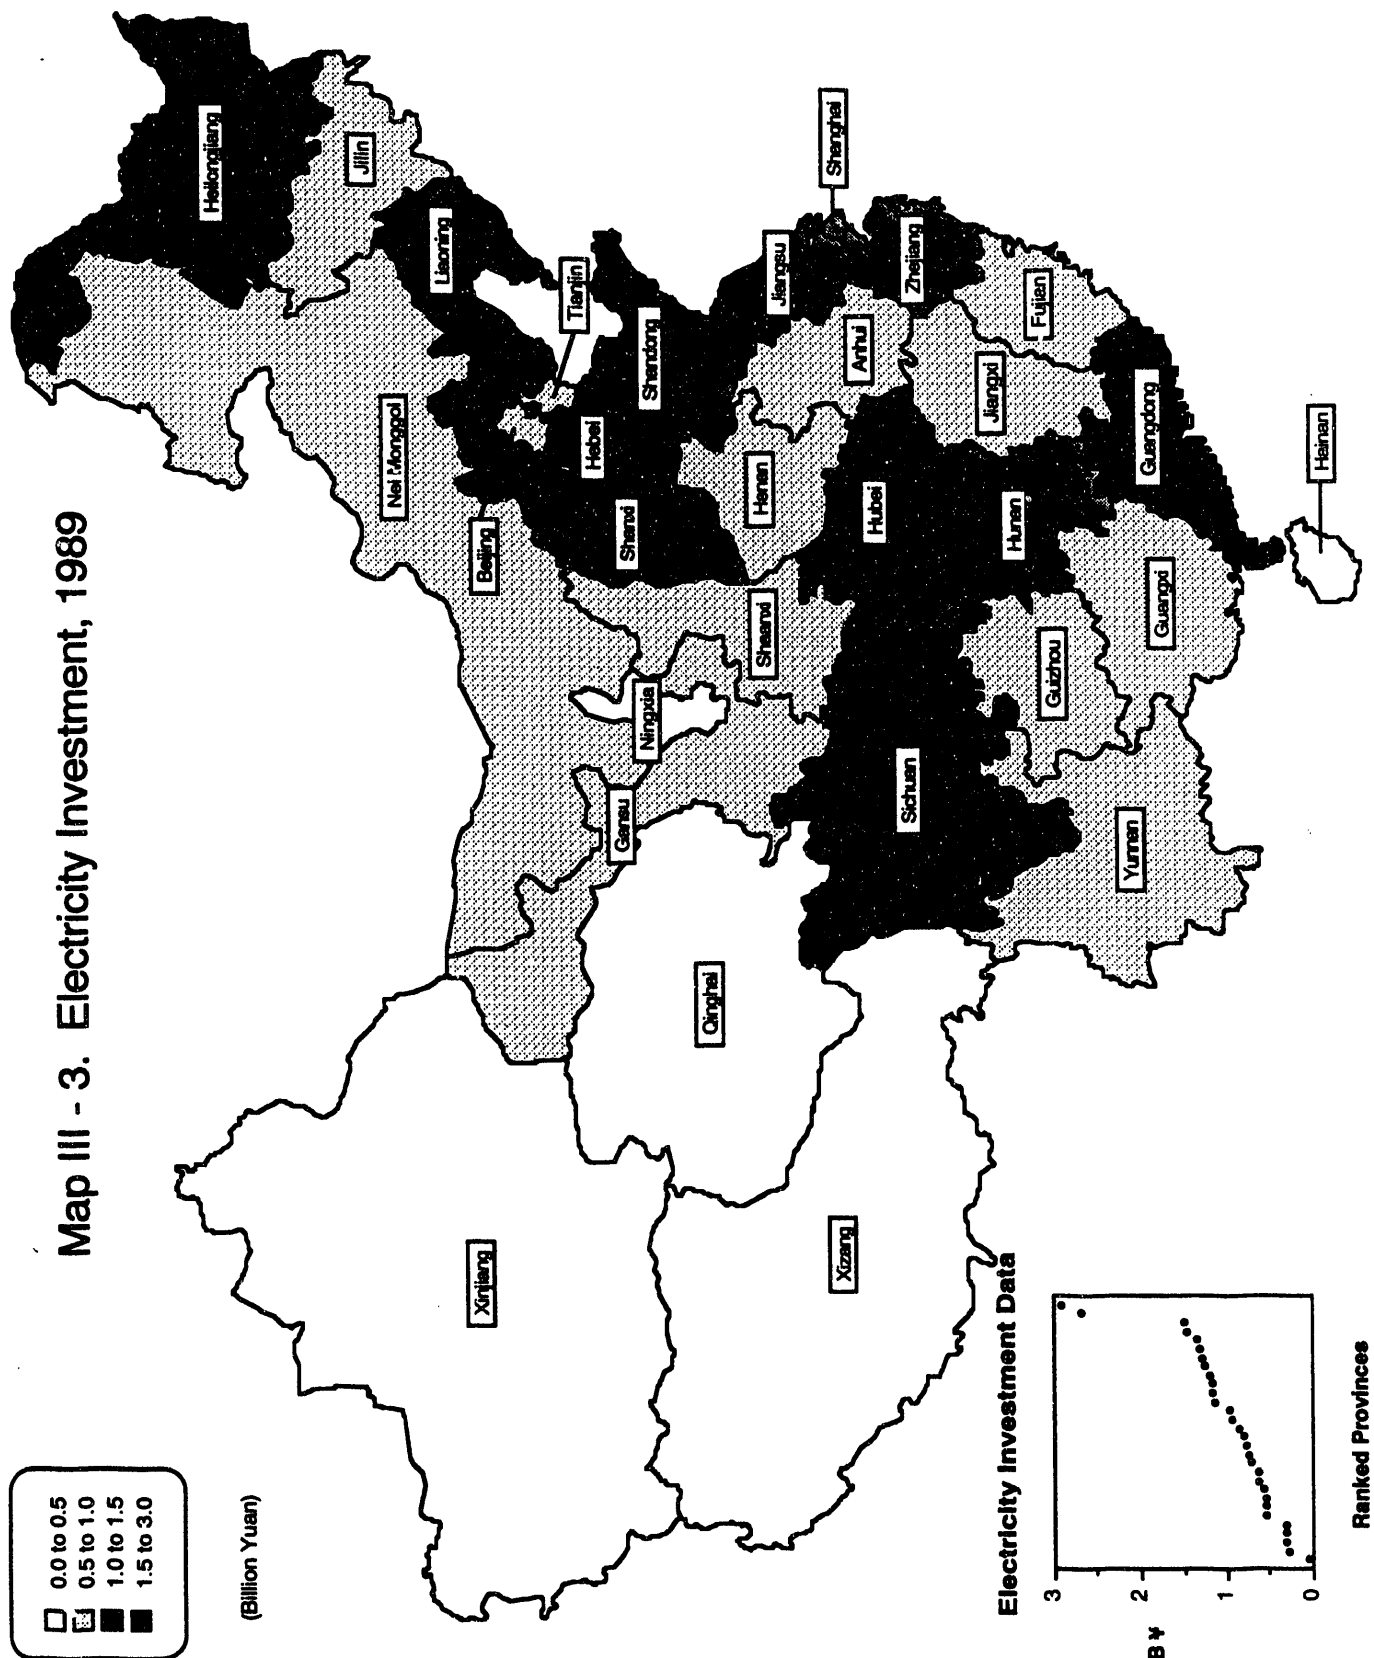 Map III - 3. Electricity Investment, 1989
0.0 to 0.5
0.5 to 1.0
1.0 to 1.5
1.5 to 3.0
(Billion Yuan)
Heilongjiang
Jilin
Liaoning
Nei Monggol
Beijing
Tianjin
Hebei
Shandong
Shanxi
Shaanxi
Ningxia
Gansu
Henan
Jiangsu
Shanghai
Anhui
Zhejiang
Hubei
Hunan
Jiangxi
Fujian
Guangdong
Guangxi
Guizhou
Hainan
Sichuan
Yunnan
Qinghai
Xinjiang
Xizang
Electricity Investment Data
3
2
1
0
B ¥
Ranked Provinces